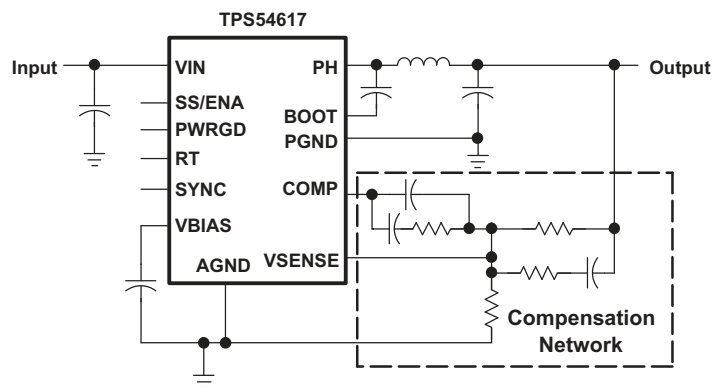 TPS54617
Input
VIN
PH
Output
SS/ENA
BOOT
PWRGD
PGND
RT
SYNC
COMP
VBIAS
VSENSE
AGND
Compensation
Network